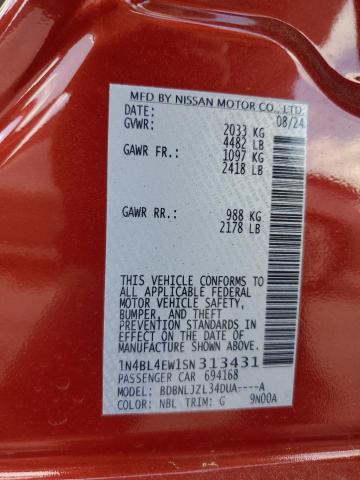 MFD BY NISSAN MOTOR CO., LTD.
DATE: 08/24
GVWR: 2033 KG
4482 LB
GAWR FR.: 1097 KG
2418 LB
GAWR RR.: 988 KG
2178 LB
THIS VEHICLE CONFORMS TO
ALL APPLICABLE FEDERAL
MOTOR VEHICLE SAFETY,
BUMPER, AND THEFT
PREVENTION STANDARDS
IN EFFECT ON THE DATE OF
MANUFACTURE SHOWN ABOVE.
1N4BL4EW1SN313431
PASSENGER CAR 694168
MODEL: BDBNLJZL34DUA----A
COLOR: NBL TRIM: G 9N00A